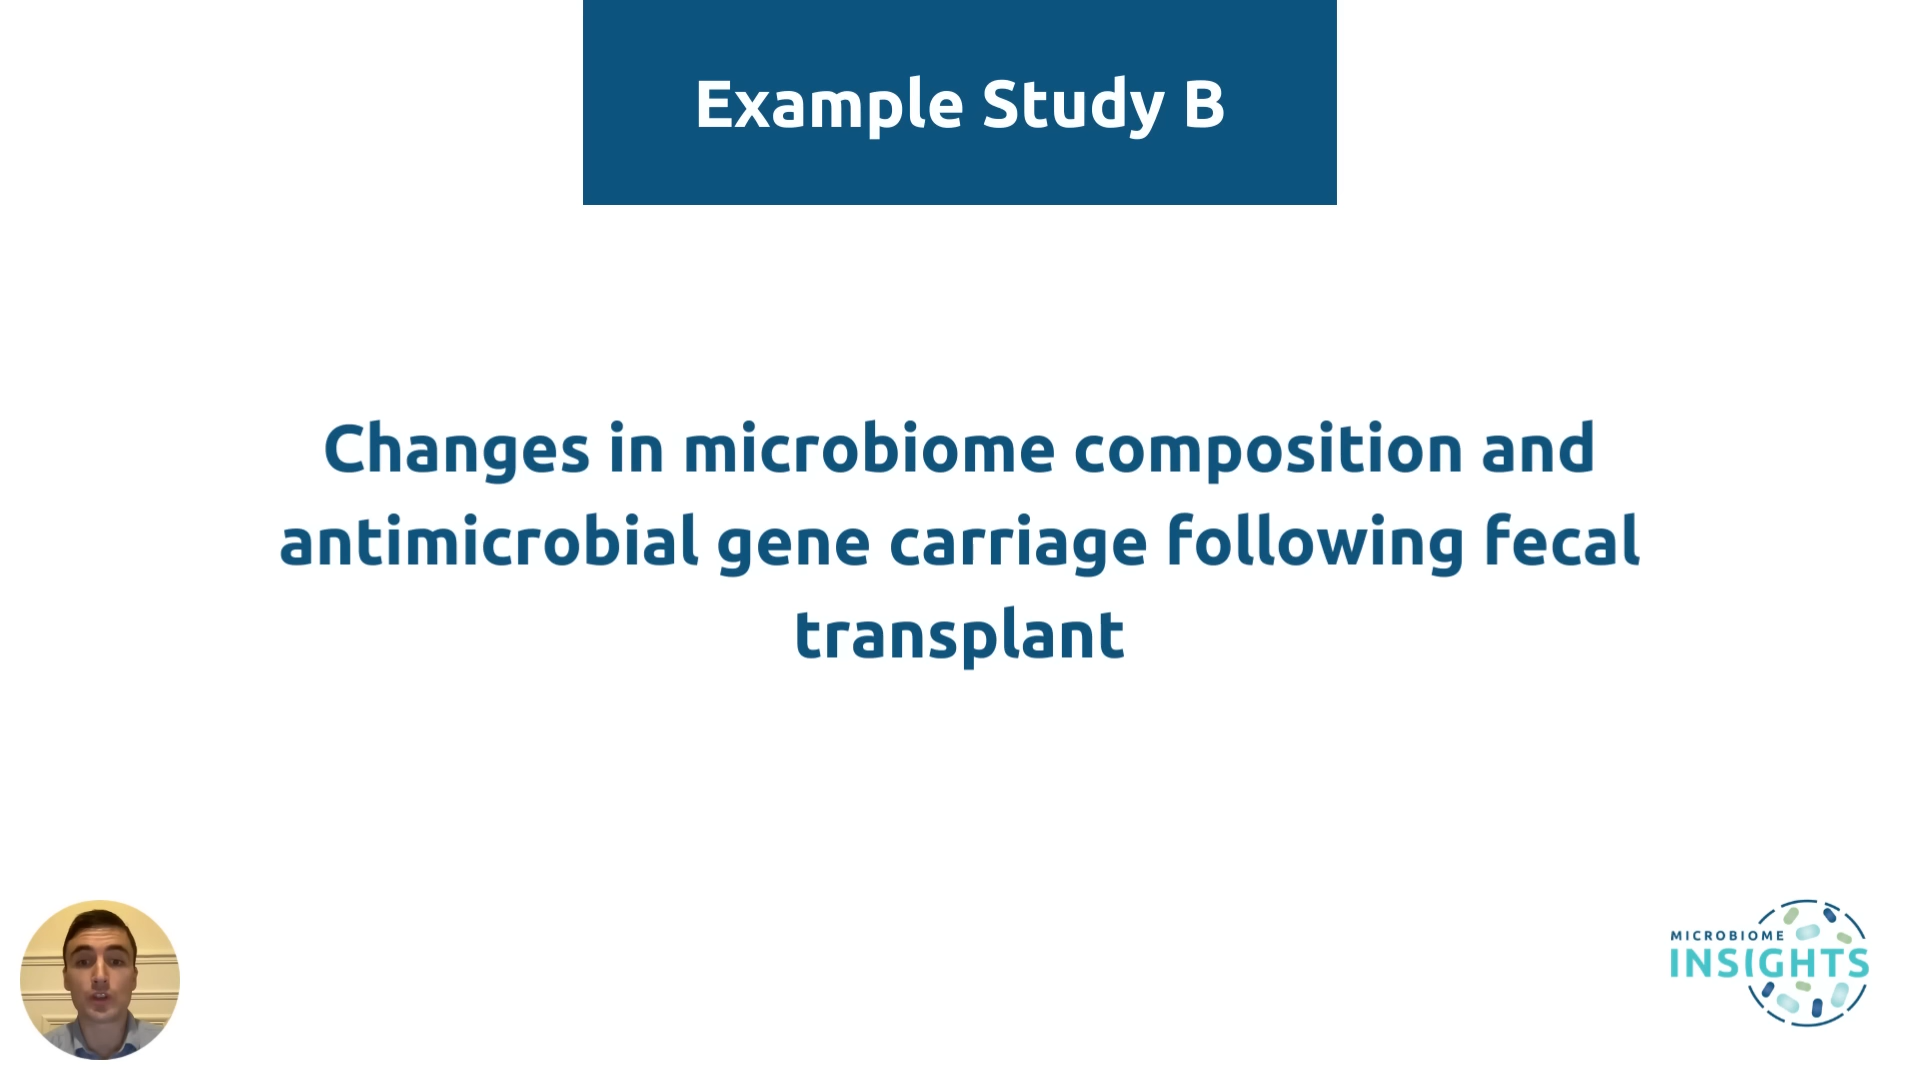 Example Study B
Changes in microbiome composition and
antimicrobial gene carriage following fecal
transplant
MICROBIOME
INSIGHTS